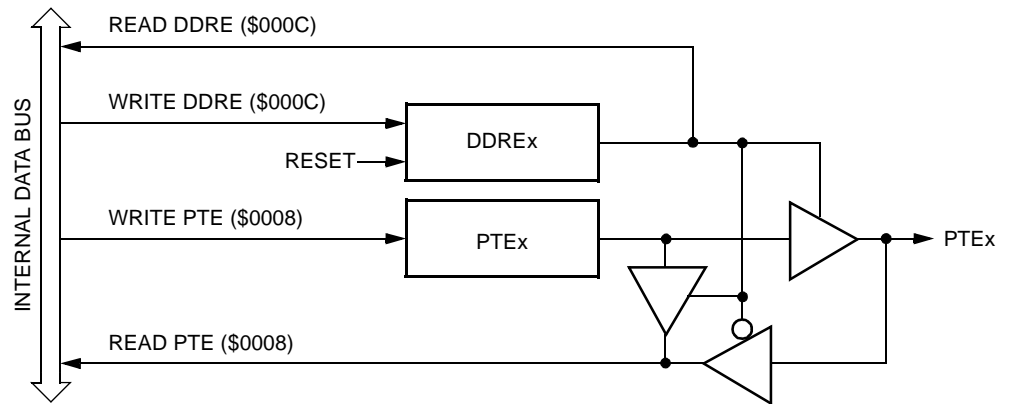 READ DDRE ($000C)
WRITE DDRE ($000C)
DDREx
RESET
WRITE PTE ($0008)
PTEx
PTEx
READ PTE ($0008)
INTERNAL DATA BUS